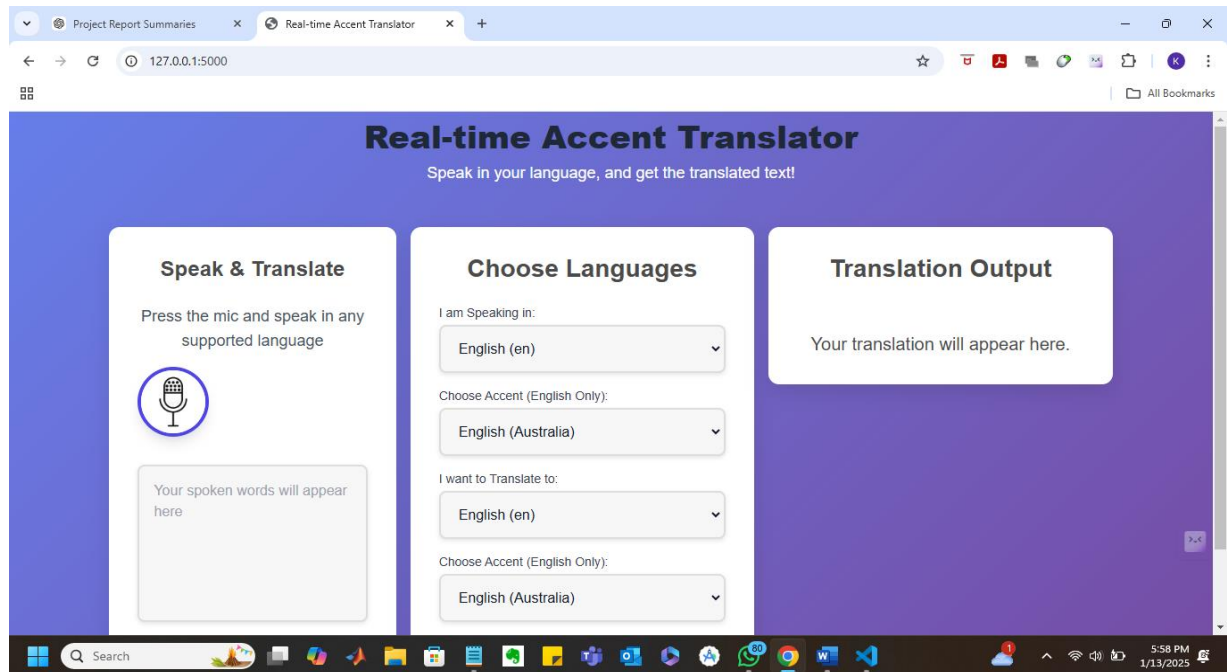 Project Report Summaries
Real-time Accent Translator
127.0.0.1:5000
K
All Bookmarks
Real-time Accent Translator
Speak in your language, and get the translated text!
Speak & Translate
Press the mic and speak in any
supported language
Your spoken words will appear
here
Choose Languages
I am Speaking in:
English (en)
Choose Accent (English Only):
English (Australia)
I want to Translate to:
English (en)
Choose Accent (English Only):
English (Australia)
Translation Output
Your translation will appear here.
Search
80
1
5:58 PM
1/13/2025